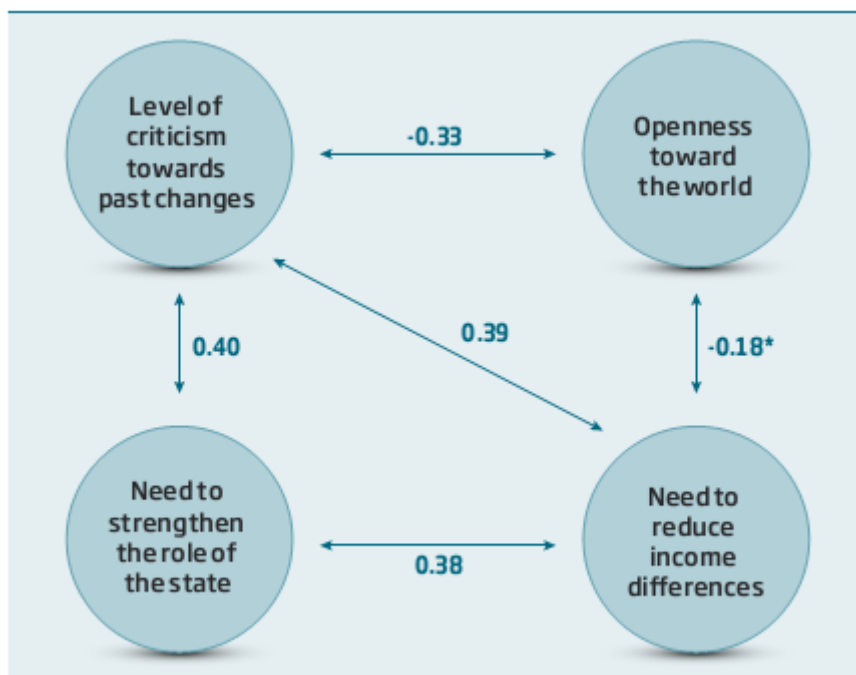 Level of
criticism
towards
past changes
-0.33
Openness
toward
the world
0.40
0.39
-0.18*
Need to
strengthen
the role of
the state
0.38
Need to
reduce
income
differences